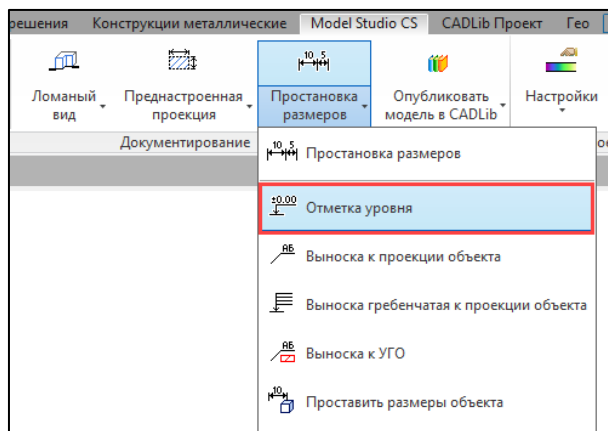 решения Конструкции металлические Model Studio CS CADLib Проект Гео
10 5
Ломаный вид
Преднастроенная проекция
Простановка размеров
Опубликовать модель в CADLib
Настройки
Документирование
10 5 Простановка размеров
±0.00 Отметка уровня
АБ Выноска к проекции объекта
Выноска гребенчатая к проекции объекта
АБ Выноска к УГО
10 Проставить размеры объекта